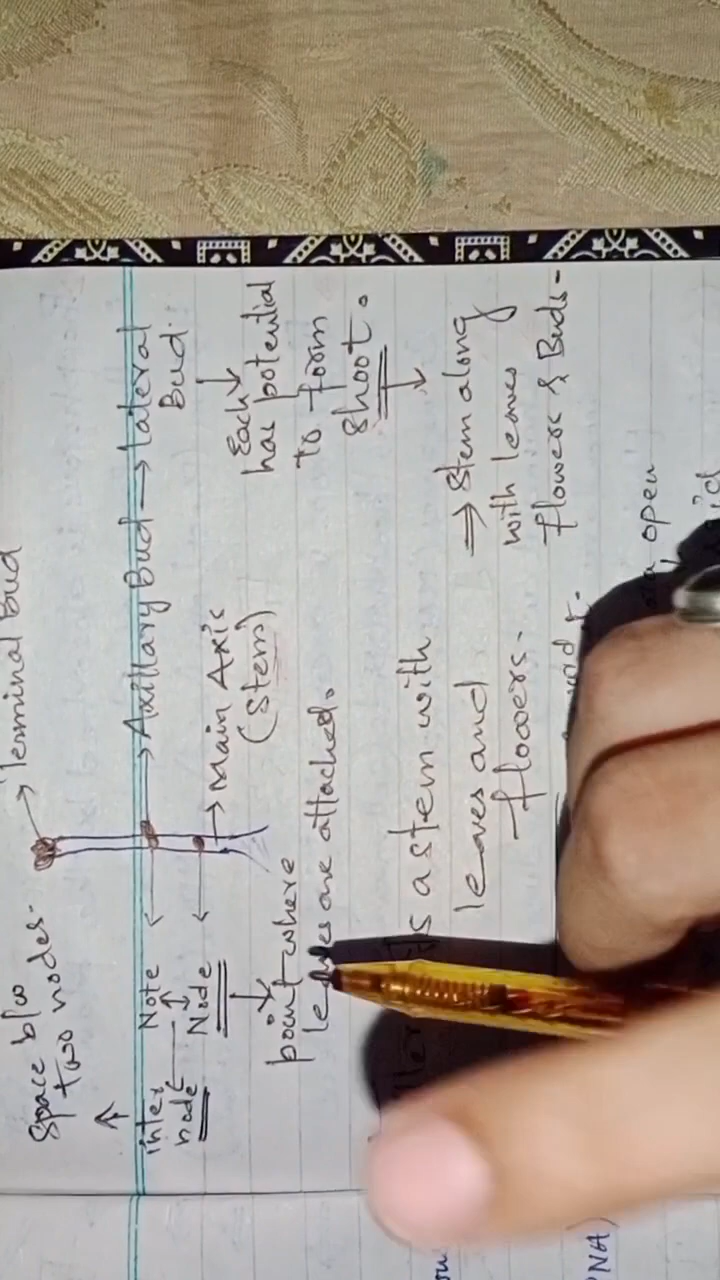 Terminal Bud
Space b/w
two nodes-
Note
Axillary Bud → Lateral
Bud.
inter
node
Node
Main Axis
(Stem)
Each
has potential
to form
shoot.
point where
leaves are attached.
is a stem with
leaves and
flowers.
⇒ Stem along
with leaves
flowers & Buds-
open
NA)